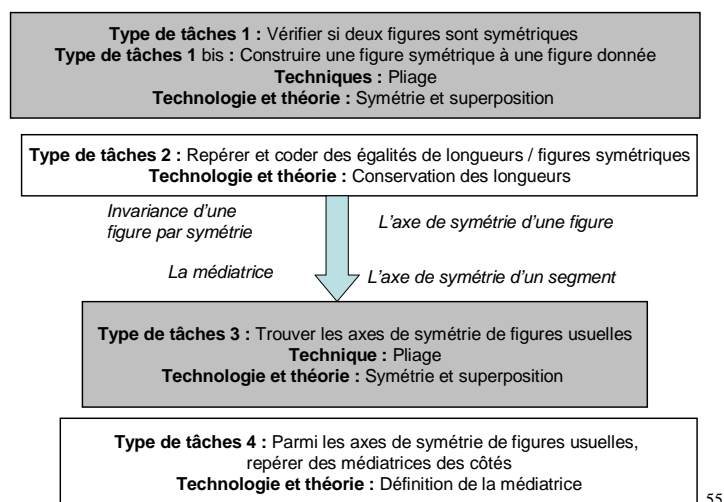 Type de tâches 1 : Vérifier si deux figures sont symétriques
Type de tâches 1 bis : Construire une figure symétrique à une figure donnée
Techniques : Pliage
Technologie et théorie : Symétrie et superposition
Type de tâches 2 : Repérer et coder des égalités de longueurs / figures symétriques
Technologie et théorie : Conservation des longueurs
Invariance d'une
figure par symétrie
L'axe de symétrie d'une figure
La médiatrice
L'axe de symétrie d'un segment
Type de tâches 3 : Trouver les axes de symétrie de figures usuelles
Technique : Pliage
Technologie et théorie : Symétrie et superposition
Type de tâches 4 : Parmi les axes de symétrie de figures usuelles,
repérer des médiatrices des côtés
Technologie et théorie : Définition de la médiatrice
55